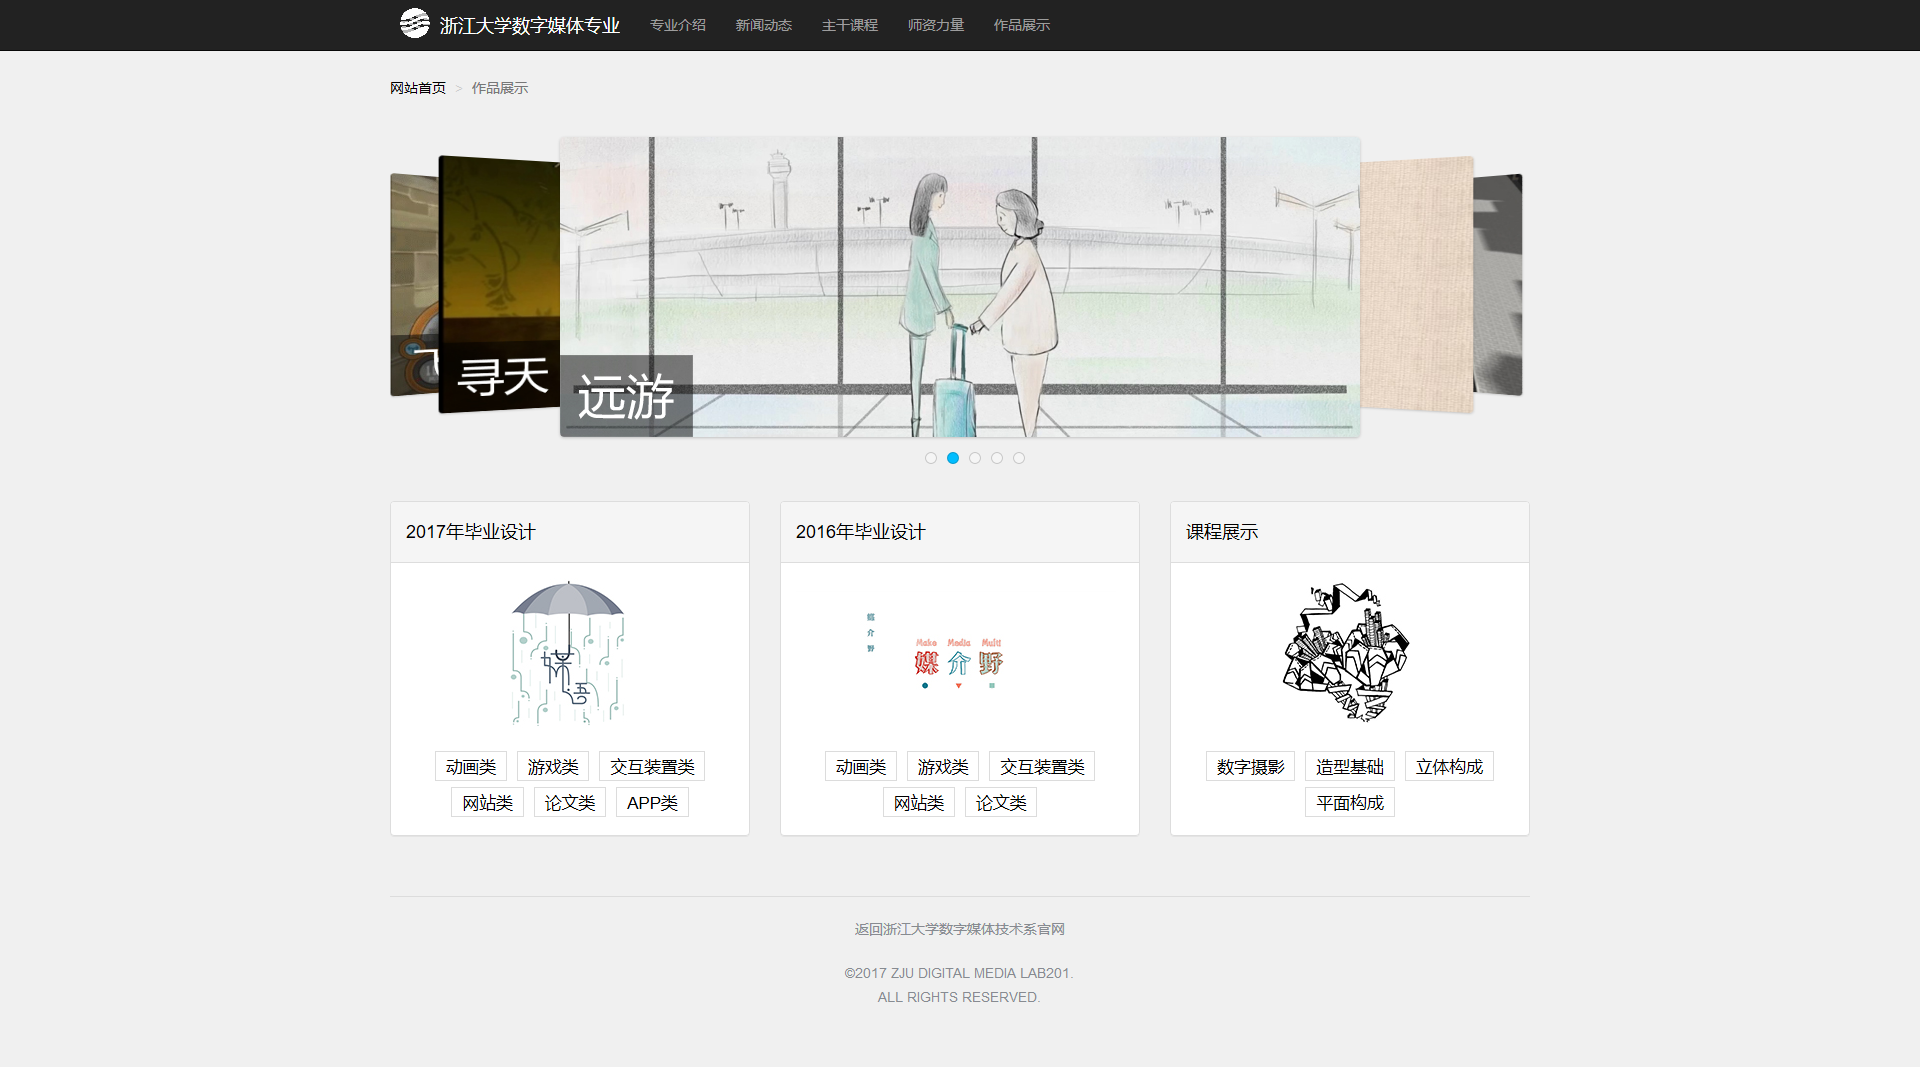 浙江大学数字媒体专业 专业介绍 新闻动态 主干课程 师资力量 作品展示
网站首页 > 作品展示
寻天
远游
2017年毕业设计
媒语
动画类 游戏类 交互装置类
网站类 论文类 APP类
2016年毕业设计
媒介野
Make Media Multi
媒介野
动画类 游戏类 交互装置类
网站类 论文类
课程展示
数字摄影 造型基础 立体构成
平面构成
返回浙江大学数字媒体技术系官网
©2017 ZJU DIGITAL MEDIA LAB201.
ALL RIGHTS RESERVED.